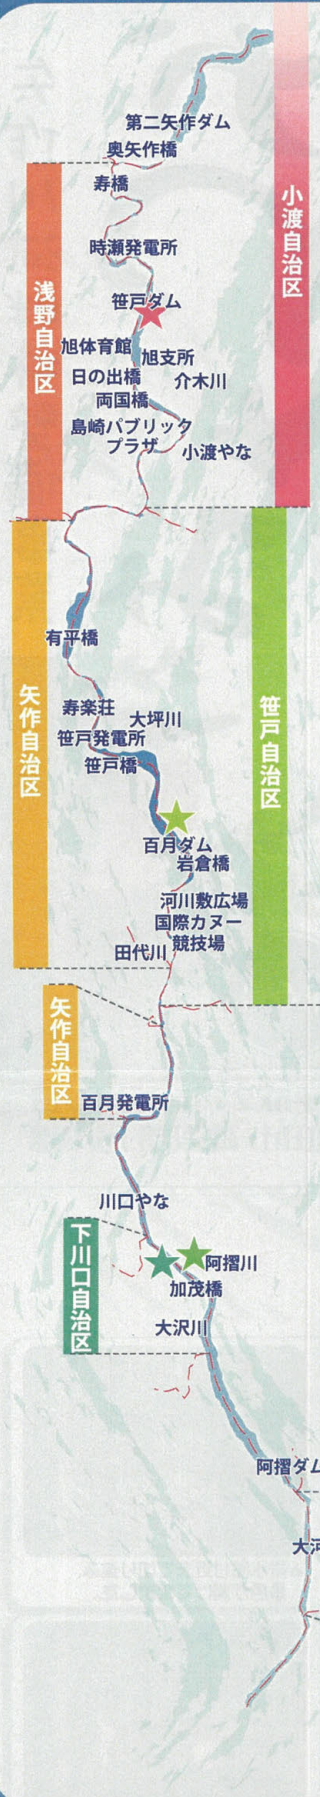 第二矢作ダム
奥矢作橋
寿橋
小渡自治区
時瀬発電所
浅野自治区
笹戸ダム
旭体育館
旭支所
日の出橋
介木川
両国橋
島崎パブリック
プラザ
小渡やな
有平橋
矢作自治区
笹戸自治区
寿楽荘
大坪川
笹戸発電所
笹戸橋
百月ダム
岩倉橋
河川敷広場
国際カヌー
競技場
田代川
矢作自治区
百月発電所
川口やな
下川口自治区
阿摺川
加茂橋
大沢川
阿摺ダム
大河